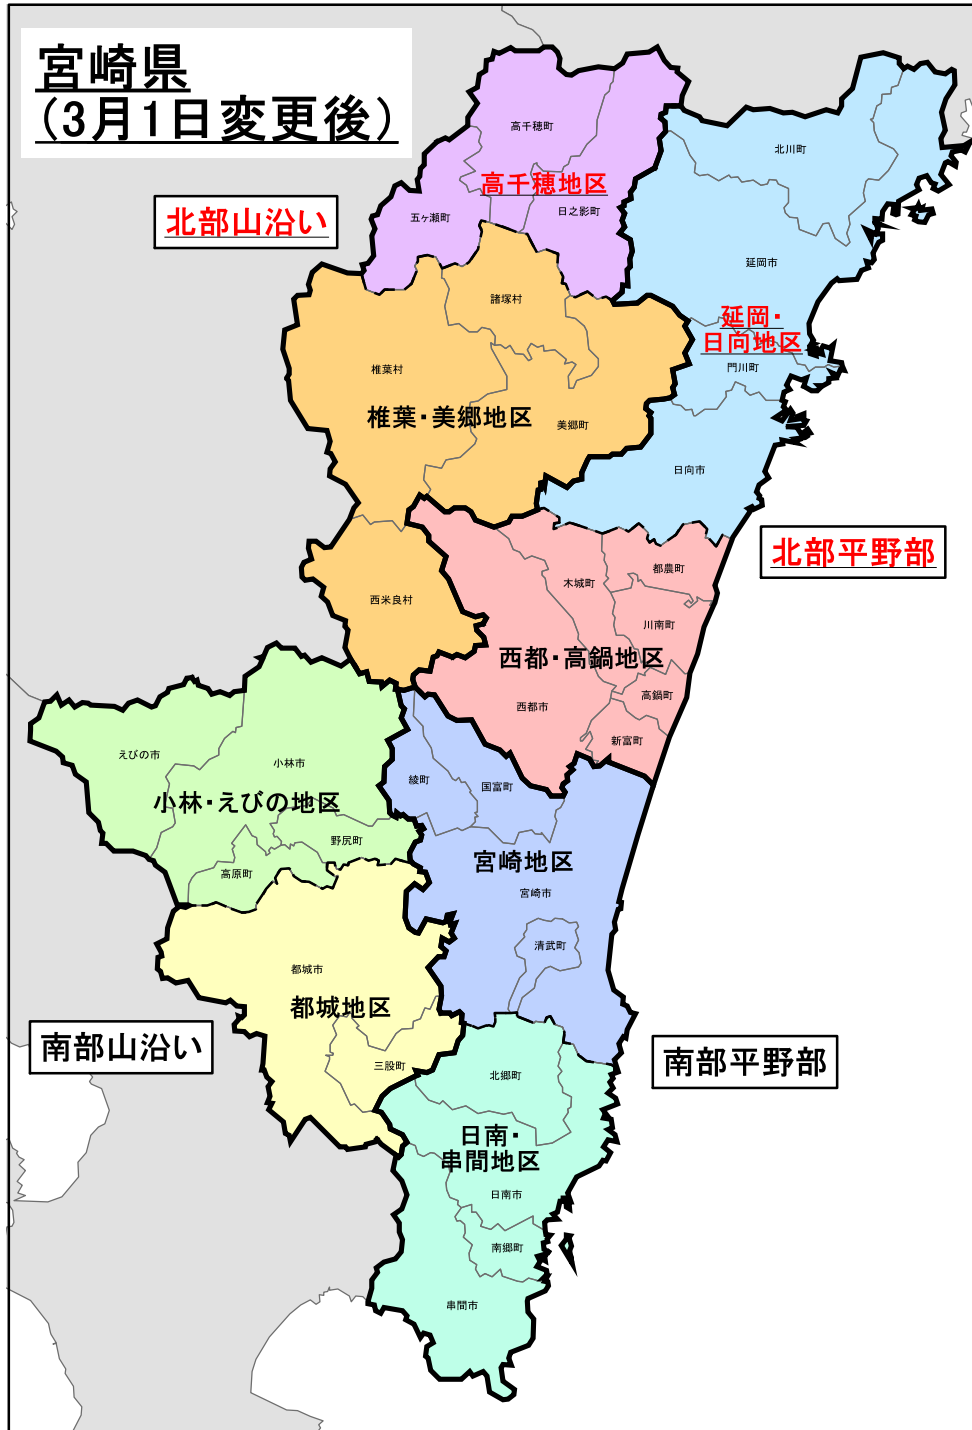 宮崎県
(3月1日変更後)
高千穂町
北川町
高千穂地区
北部山沿い
五ヶ瀬町
日之影町
延岡市
諸塚村
延岡・
日向地区
門川町
椎葉村
椎葉・美郷地区
美郷町
日向市
北部平野部
都農町
木城町
西米良村
川南町
西都・高鍋地区
高鍋町
西都市
新富町
えびの市
小林市
綾町
国富町
小林・えびの地区
野尻町
宮崎地区
高原町
宮崎市
清武町
都城市
都城地区
南部山沿い
南部平野部
三股町
北郷町
日南・
串間地区
日南市
南郷町
串間市